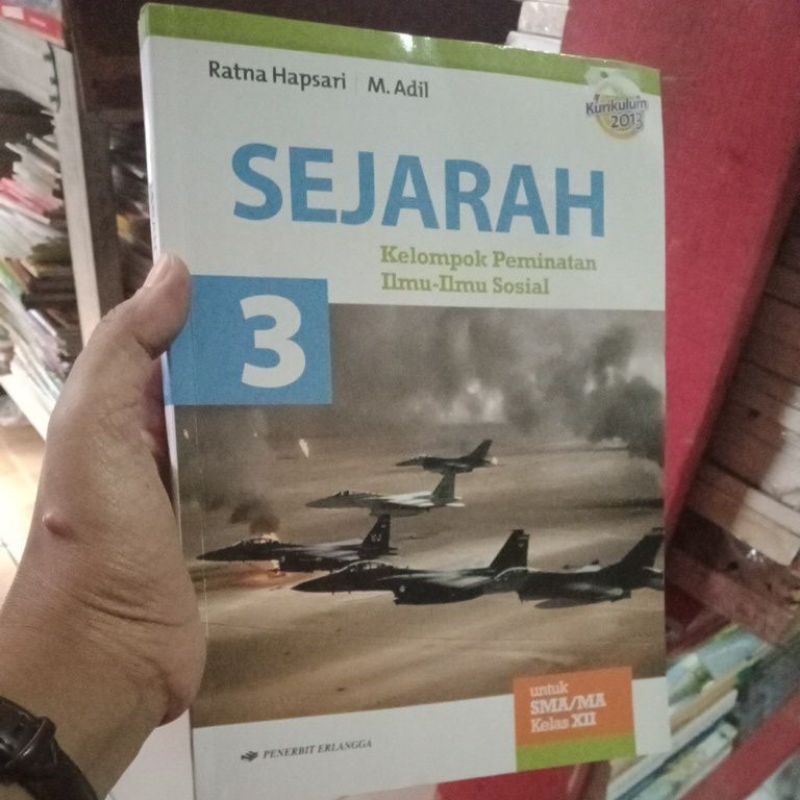 Ratna Hapsari | M. Adil
Kurikulum
2013
SEJARAH
Kelompok Peminatan
Ilmu-Ilmu Sosial
3
untuk
SMA/MA
Kelas XII
PENERBIT ERLANGGA